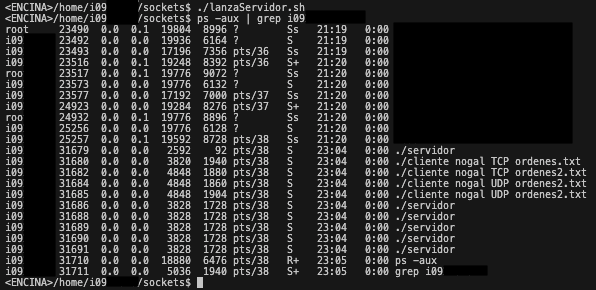 <ENCINA>/home/i09 /sockets$ ./lanzaServidor.sh
<ENCINA>/home/i09 /sockets$ ps -aux | grep i09
root 23490 0.0 0.1 19804 8996 ? Ss 21:19 0:00
i09 23492 0.0 0.0 19936 6164 ? S 21:19 0:00
i09 23493 0.0 0.0 17196 7356 pts/36 Ss 21:19 0:00
i09 23516 0.0 0.1 19248 8392 pts/36 S+ 21:20 0:00
roo 23517 0.0 0.1 19776 9072 ? Ss 21:20 0:00
i09 23573 0.0 0.0 19776 6132 ? S 21:20 0:00
i09 23577 0.0 0.0 17192 7000 pts/37 Ss 21:20 0:00
i09 24923 0.0 0.0 19284 8276 pts/37 S+ 21:20 0:00
roo 24932 0.0 0.1 19776 8896 ? Ss 21:20 0:00
i09 25256 0.0 0.0 19776 6128 ? S 21:20 0:00
i09 25257 0.0 0.1 19592 8728 pts/38 Ss 21:20 0:00
i09 31679 0.0 0.0 2592 92 pts/38 S 23:04 0:00 ./servidor
i09 31680 0.0 0.0 3820 1940 pts/38 S 23:04 0:00 ./cliente nogal TCP ordenes.txt
i09 31682 0.0 0.0 4848 1880 pts/38 S 23:04 0:00 ./cliente nogal TCP ordenes2.txt
i09 31684 0.0 0.0 4848 1860 pts/38 S 23:04 0:00 ./cliente nogal UDP ordenes2.txt
i09 31685 0.0 0.0 4848 1904 pts/38 S 23:04 0:00 ./cliente nogal UDP ordenes2.txt
i09 31686 0.0 0.0 3828 1728 pts/38 S 23:04 0:00 ./servidor
i09 31688 0.0 0.0 3828 1728 pts/38 S 23:04 0:00 ./servidor
i09 31689 0.0 0.0 3828 1728 pts/38 S 23:04 0:00 ./servidor
i09 31690 0.0 0.0 3828 1728 pts/38 S 23:04 0:00 ./servidor
i09 31691 0.0 0.0 3828 1728 pts/38 S 23:04 0:00 ./servidor
i09 31710 0.0 0.0 18880 6476 pts/38 R+ 23:05 0:00 ps -aux
i09 31711 0.0 0.0 5036 1940 pts/38 S+ 23:05 0:00 grep i09
<ENCINA>/home/i09 /sockets$